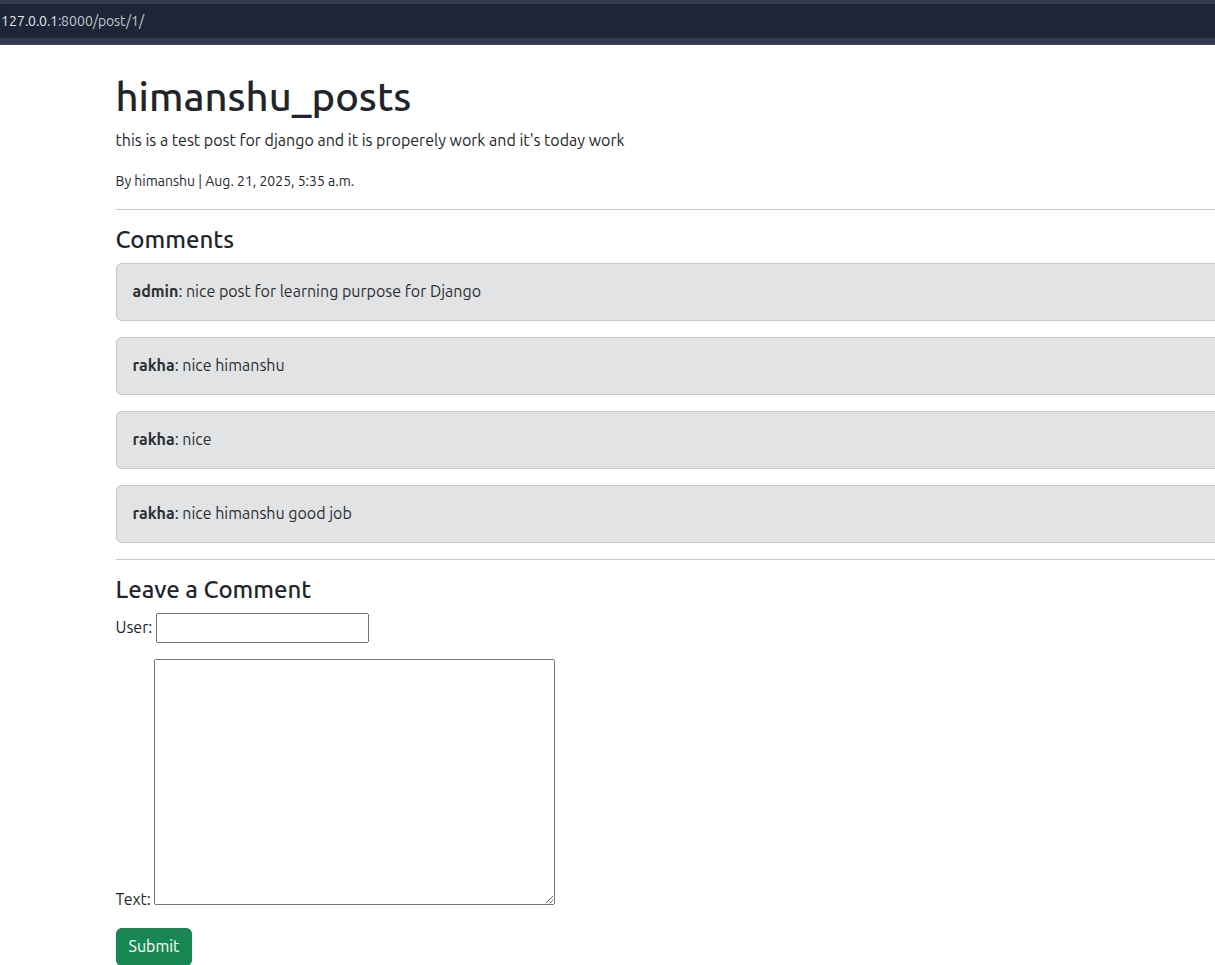 127.0.0.1:8000/post/1/
himanshu_posts
this is a test post for django and it is properely work and it's today work
By himanshu | Aug. 21, 2025, 5:35 a.m.
Comments
admin: nice post for learning purpose for Django
rakha: nice himanshu
rakha: nice
rakha: nice himanshu good job
Leave a Comment
User:
Text:
Submit